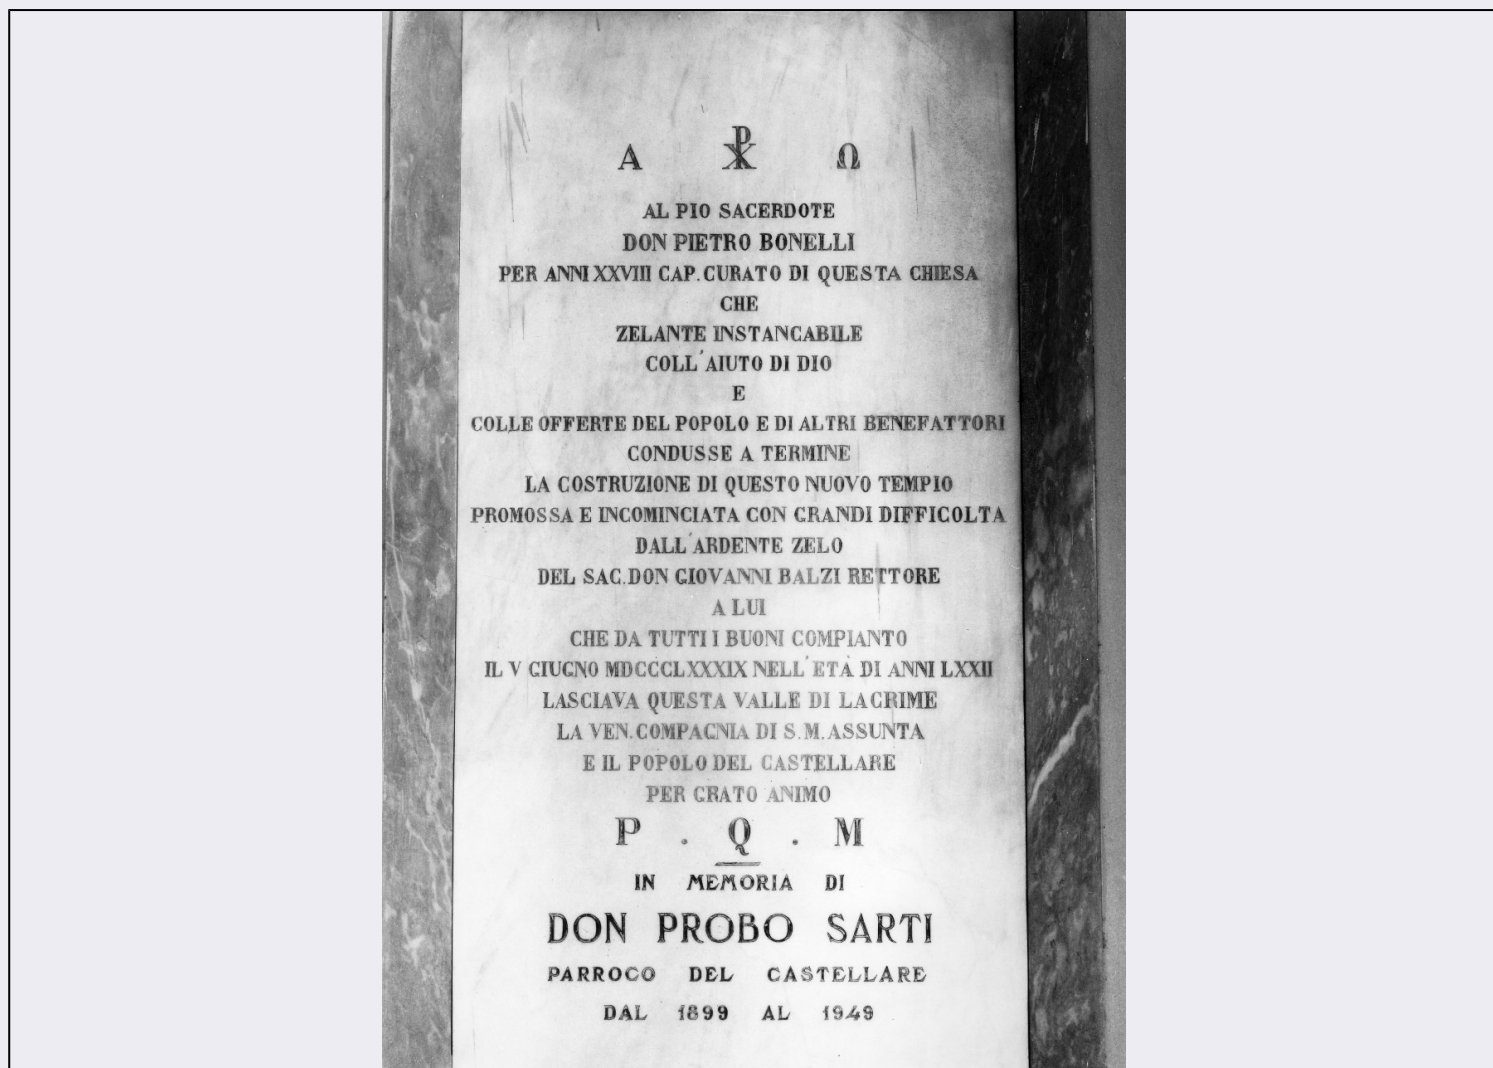 Α ☧ Ω
AL PIO SACERDOTE
DON PIETRO BONELLI
PER ANNI XXVIII CAP. CURATO DI QUESTA CHIESA
CHE
ZELANTE INSTANCABILE
COLL'AIUTO DI DIO
E
COLLE OFFERTE DEL POPOLO E DI ALTRI BENEFATTORI
CONDUSSE A TERMINE
LA COSTRUZIONE DI QUESTO NUOVO TEMPIO
PROMOSSA E INCOMINCIATA CON GRANDI DIFFICOLTA
DALL'ARDENTE ZELO
DEL SAC. DON GIOVANNI BALZI RETTORE
A LUI
CHE DA TUTTI I BUONI COMPIANTO
IL V GIUGNO MDCCCLXXXIX NELL'ETÀ DI ANNI LXXII
LASCIAVA QUESTA VALLE DI LACRIME
LA VEN. COMPAGNIA DI S. M. ASSUNTA
E IL POPOLO DEL CASTELLARE
PER GRATO ANIMO
P . Q . M
IN MEMORIA DI
DON PROBO SARTI
PARROCO DEL CASTELLARE
DAL 1899 AL 1949